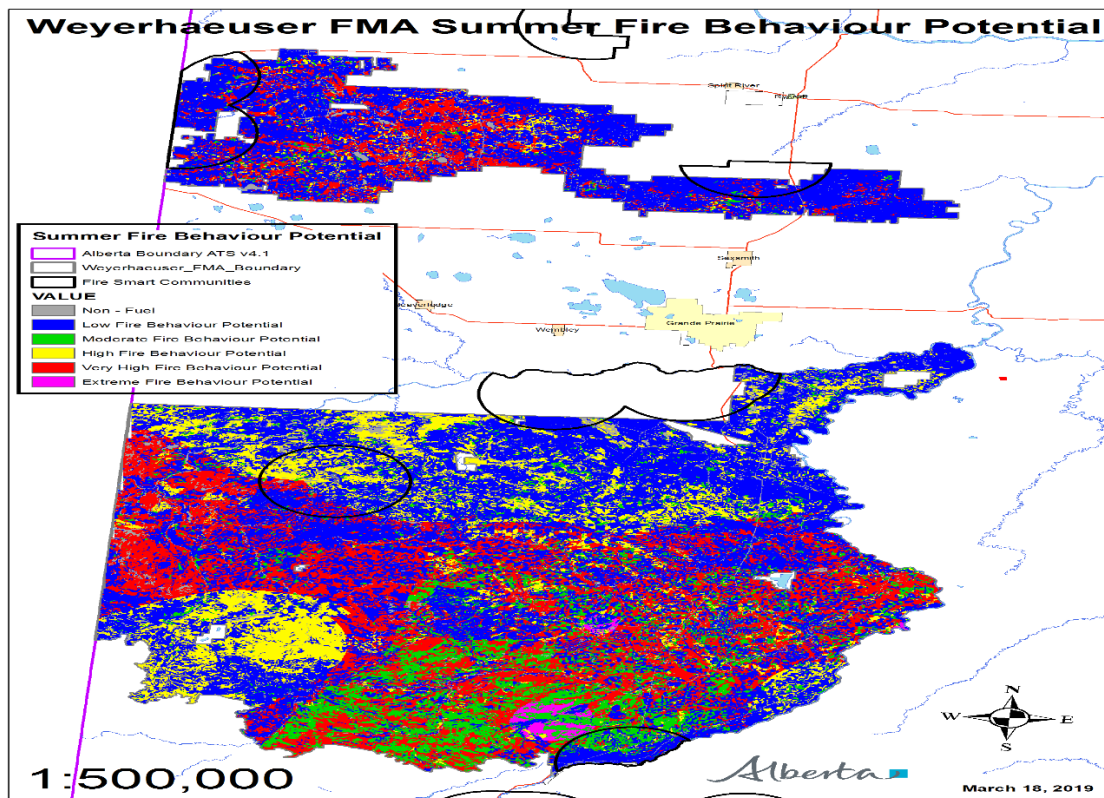 Weyerhaeuser FMA Summer Fire Behaviour Potential
Spirit River
Rycroft
Summer Fire Behaviour Potential
Alberta Boundary ATS v4.1
Weyerhaeuser_FMA_Boundary
Fire Smart Communities
VALUE
Non - Fuel
Low Fire Behaviour Potential
Moderate Fire Behaviour Potential
High Fire Behaviour Potential
Very High Fire Behaviour Potential
Extreme Fire Behaviour Potential
Sexsmith
Beaverlodge
Wembley
Grande Prairie
N
W
E
S
1:500,000
Alberta
March 18, 2019